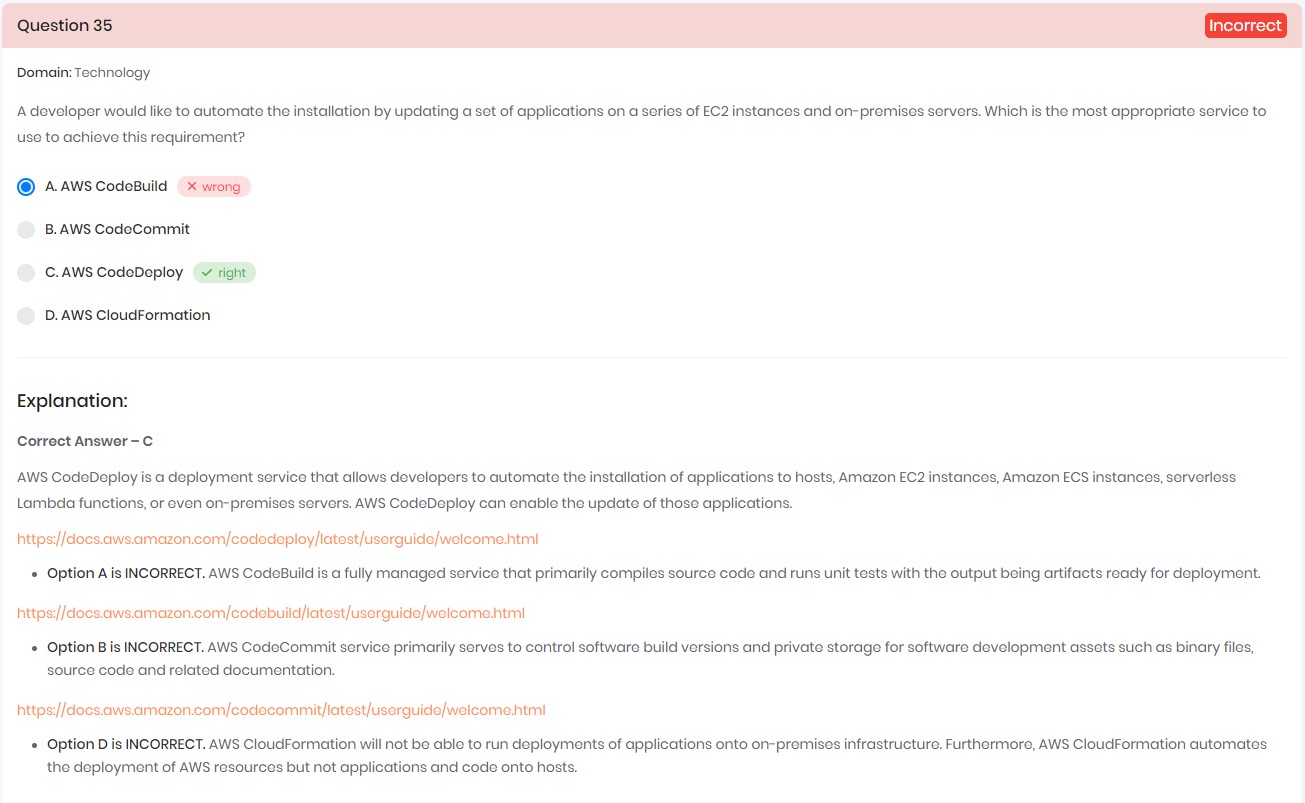 Question 35
Incorrect
Domain: Technology
A developer would like to automate the installation by updating a set of applications on a series of EC2 instances and on-premises servers. Which is the most appropriate service to
use to achieve this requirement?
A. AWS CodeBuild ✕ wrong
B. AWS CodeCommit
C. AWS CodeDeploy ✓ right
D. AWS CloudFormation
Explanation:
Correct Answer – C
AWS CodeDeploy is a deployment service that allows developers to automate the installation of applications to hosts, Amazon EC2 instances, Amazon ECS instances, serverless
Lambda functions, or even on-premises servers. AWS CodeDeploy can enable the update of those applications.
https://docs.aws.amazon.com/codedeploy/latest/userguide/welcome.html
• Option A is INCORRECT. AWS CodeBuild is a fully managed service that primarily compiles source code and runs unit tests with the output being artifacts ready for deployment.
https://docs.aws.amazon.com/codebuild/latest/userguide/welcome.html
• Option B is INCORRECT. AWS CodeCommit service primarily serves to control software build versions and private storage for software development assets such as binary files,
source code and related documentation.
https://docs.aws.amazon.com/codecommit/latest/userguide/welcome.html
• Option D is INCORRECT. AWS CloudFormation will not be able to run deployments of applications onto on-premises infrastructure. Furthermore, AWS CloudFormation automates
the deployment of AWS resources but not applications and code onto hosts.